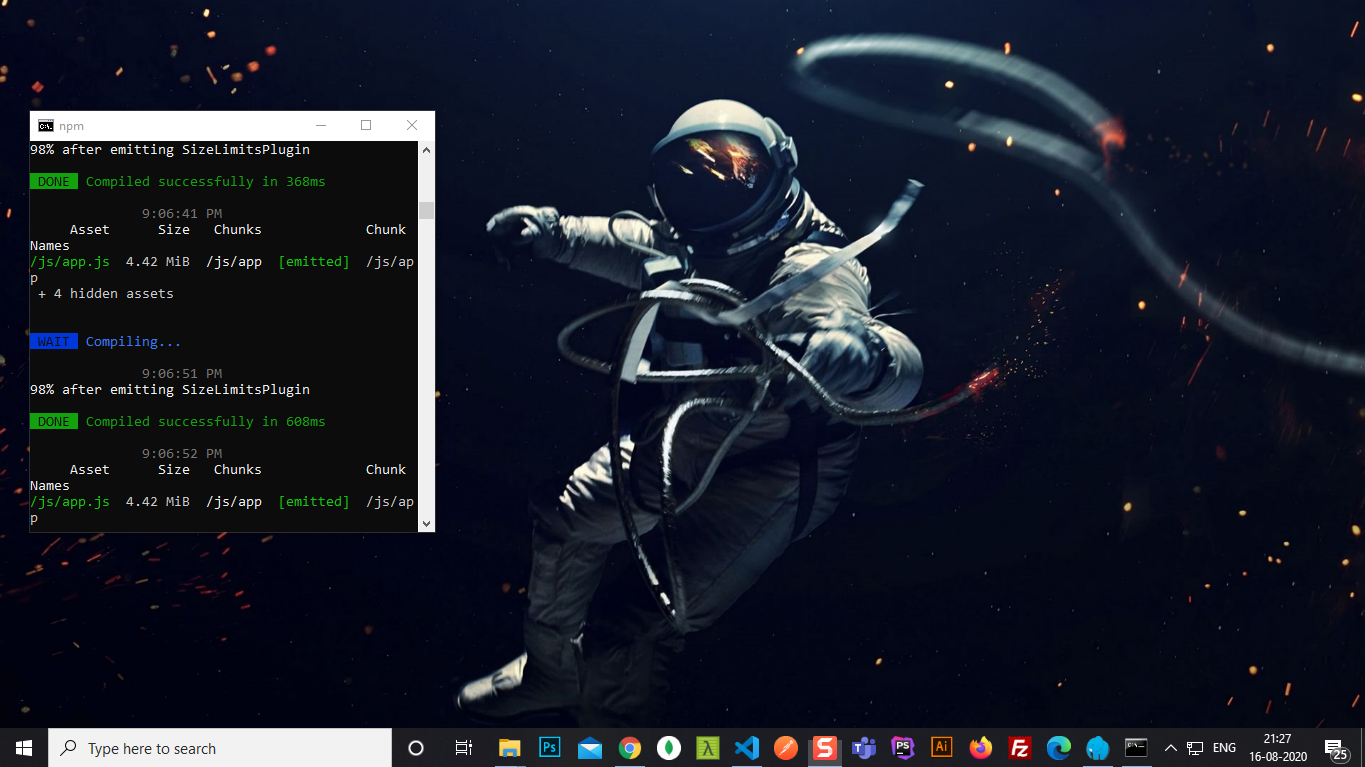 npm
98% after emitting SizeLimitsPlugin
DONE Compiled successfully in 368ms
9:06:41 PM
Asset Size Chunks Chunk
Names
/js/app.js 4.42 MiB /js/app [emitted] /js/ap
p
+ 4 hidden assets
WAIT Compiling...
9:06:51 PM
98% after emitting SizeLimitsPlugin
DONE Compiled successfully in 608ms
9:06:52 PM
Asset Size Chunks Chunk
Names
/js/app.js 4.42 MiB /js/app [emitted] /js/ap
p
Type here to search
Ps
λ
S
T
PS
Ai
Fz
ENG
21:27
16-08-2020
25